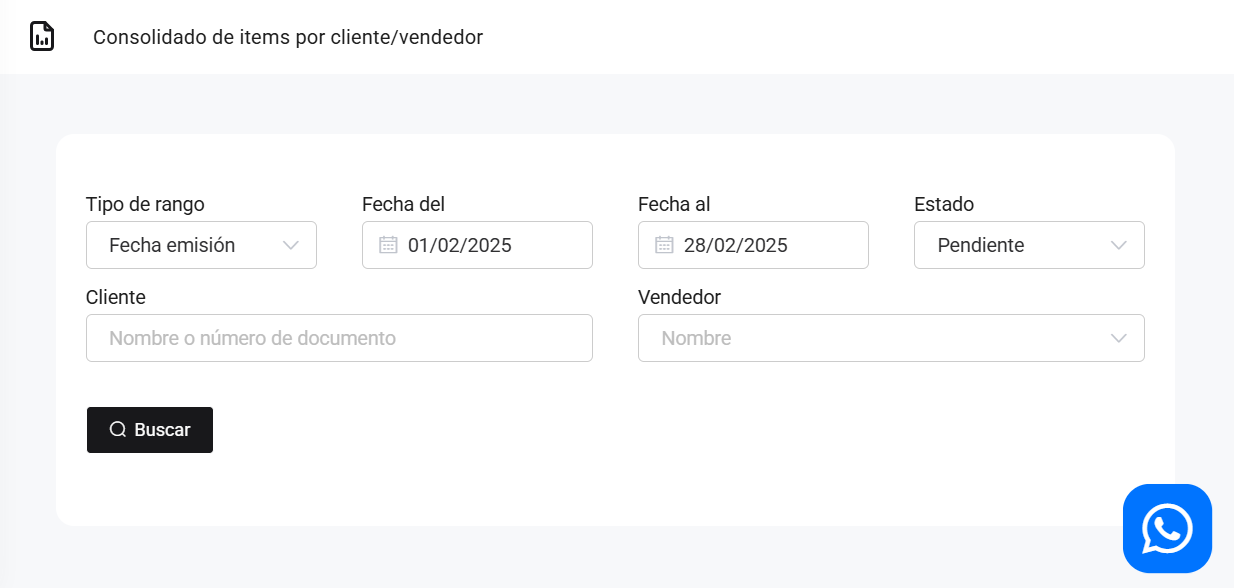 Consolidado de items por cliente/vendedor
Tipo de rango
Fecha del
Fecha al
Estado
Fecha emisión
01/02/2025
28/02/2025
Pendiente
Cliente
Vendedor
Nombre o número de documento
Nombre
Buscar